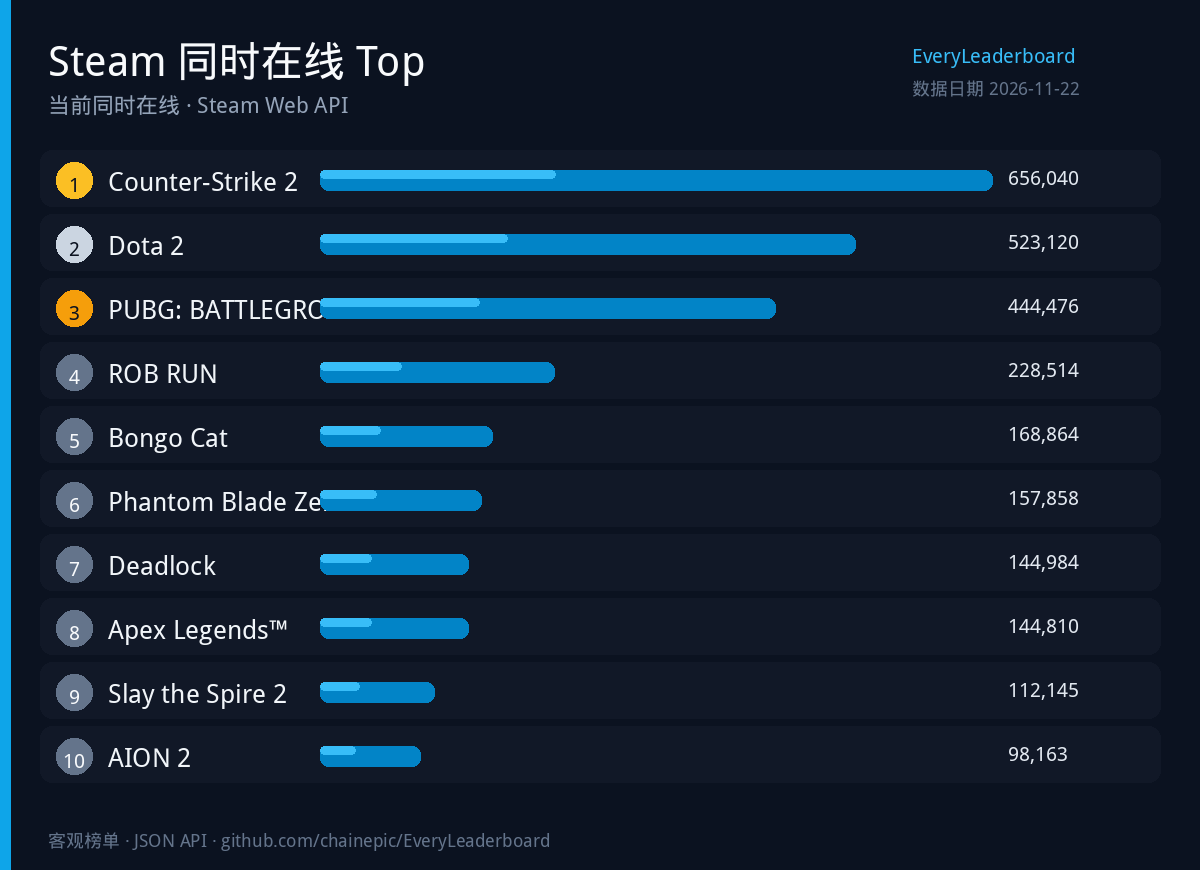 Steam 同时在线 Top
当前同时在线 · Steam Web API
EveryLeaderboard
数据日期 2026-11-22
1 Counter-Strike 2 656,040
2 Dota 2 523,120
3 PUBG: BATTLEGRO 444,476
4 ROB RUN 228,514
5 Bongo Cat 168,864
6 Phantom Blade Ze 157,858
7 Deadlock 144,984
8 Apex Legends™ 144,810
9 Slay the Spire 2 112,145
10 AION 2 98,163
客观榜单 · JSON API · github.com/chainepic/EveryLeaderboard